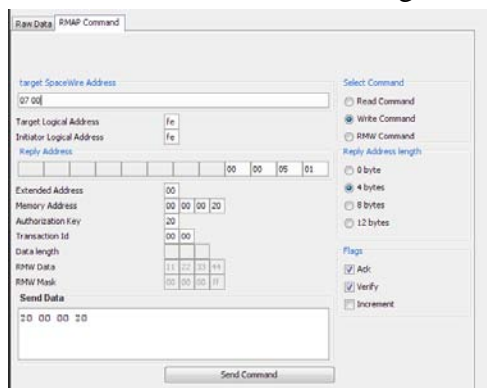 Raw Data RMAP Command
target SpaceWire Address
07 00
Target Logical Address fe
Initiator Logical Address fe
Reply Address
00 00 05 01
Extended Address 00
Memory Address 00 00 00 20
Authorization Key 20
Transaction Id 00 00
Data length
RMW Data 11 22 33 44
RMW Mask 00 00 00 ff
Send Data
20 00 00 20
Select Command
Read Command
Write Command
RMW Command
Reply Address length
0 byte
4 bytes
8 bytes
12 bytes
Flags
Ack
Verify
Increment
Send Command